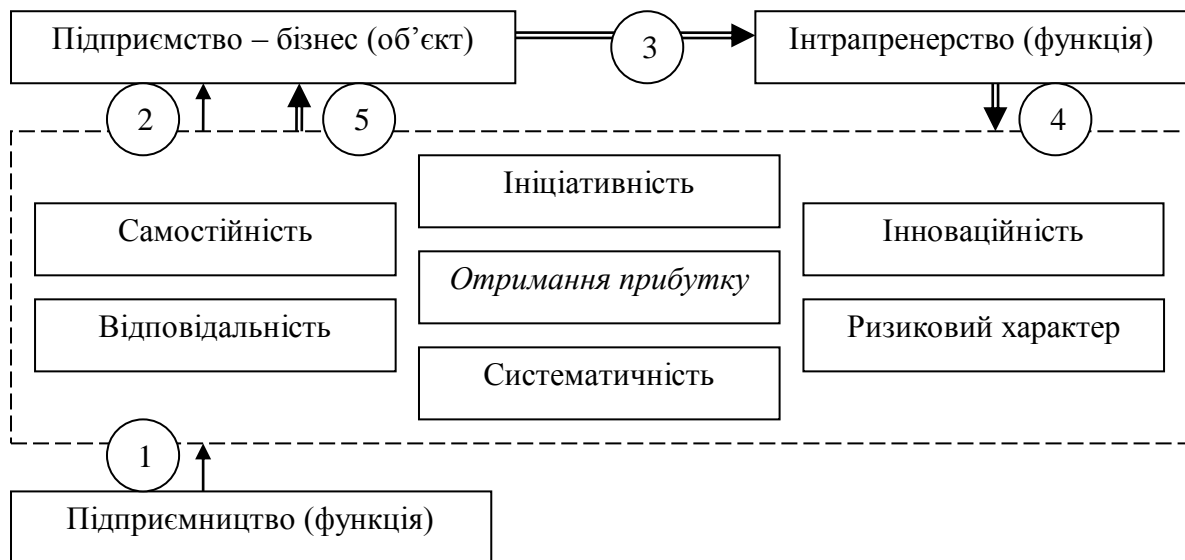 Підприємство – бізнес (об’єкт)
3
Інтрапренерство (функція)
2
5
4
Ініціативність
Самостійність
Інноваційність
Отримання прибутку
Відповідальність
Ризиковий характер
Систематичність
1
Підприємництво (функція)